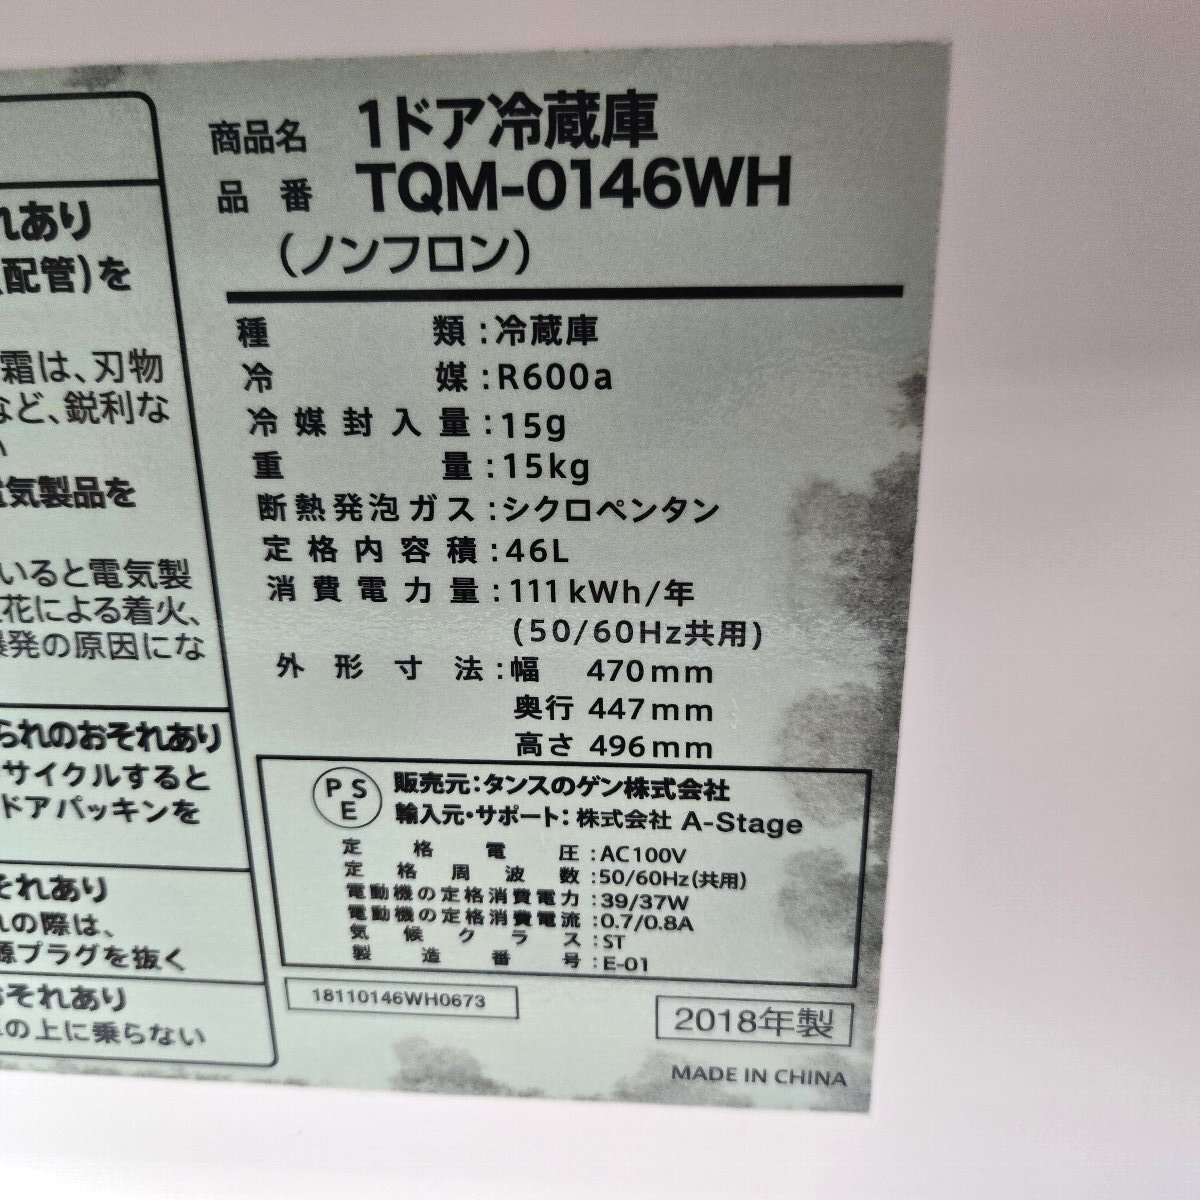 れあり
配管)を
霜は、刃物
など、鋭利な
電気製品を
いると電気製
花による着火、
爆発の原因にな
られのおそれあり
サイクルすると
ドアパッキンを
それあり
れの際は、
源プラグを抜く
おそれあり
の上に乗らない
商品名 1ドア冷蔵庫
品番 TQM-0146WH
(ノンフロン)
種類:冷蔵庫
冷媒:R600a
冷媒封入量:15g
重量:15kg
断熱発泡ガス:シクロペンタン
定格内容積:46L
消費電力量:111kWh/年
(50/60Hz共用)
外形寸法:幅 470mm
奥行 447mm
高さ 496mm
PSE
販売元:タンスのゲン株式会社
輸入元・サポート:株式会社 A-Stage
定格電圧:AC100V
定格周波数:50/60Hz(共用)
電動機の定格消費電力:39/37W
電動機の定格消費電流:0.7/0.8A
気候クラス:ST
製造番号:E-01
18110146WH0673
2018年製
MADE IN CHINA